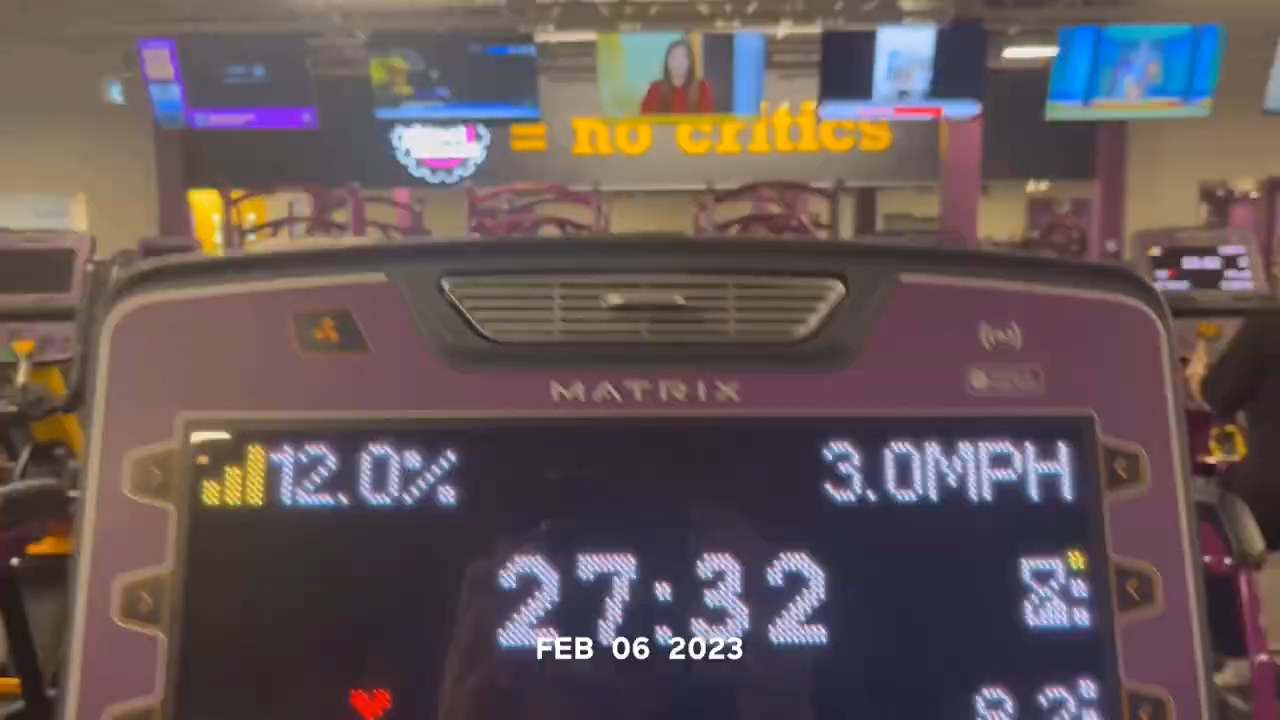 = no critics
MATRIX
12.0% 3.0MPH
27:32
FEB 06 2023